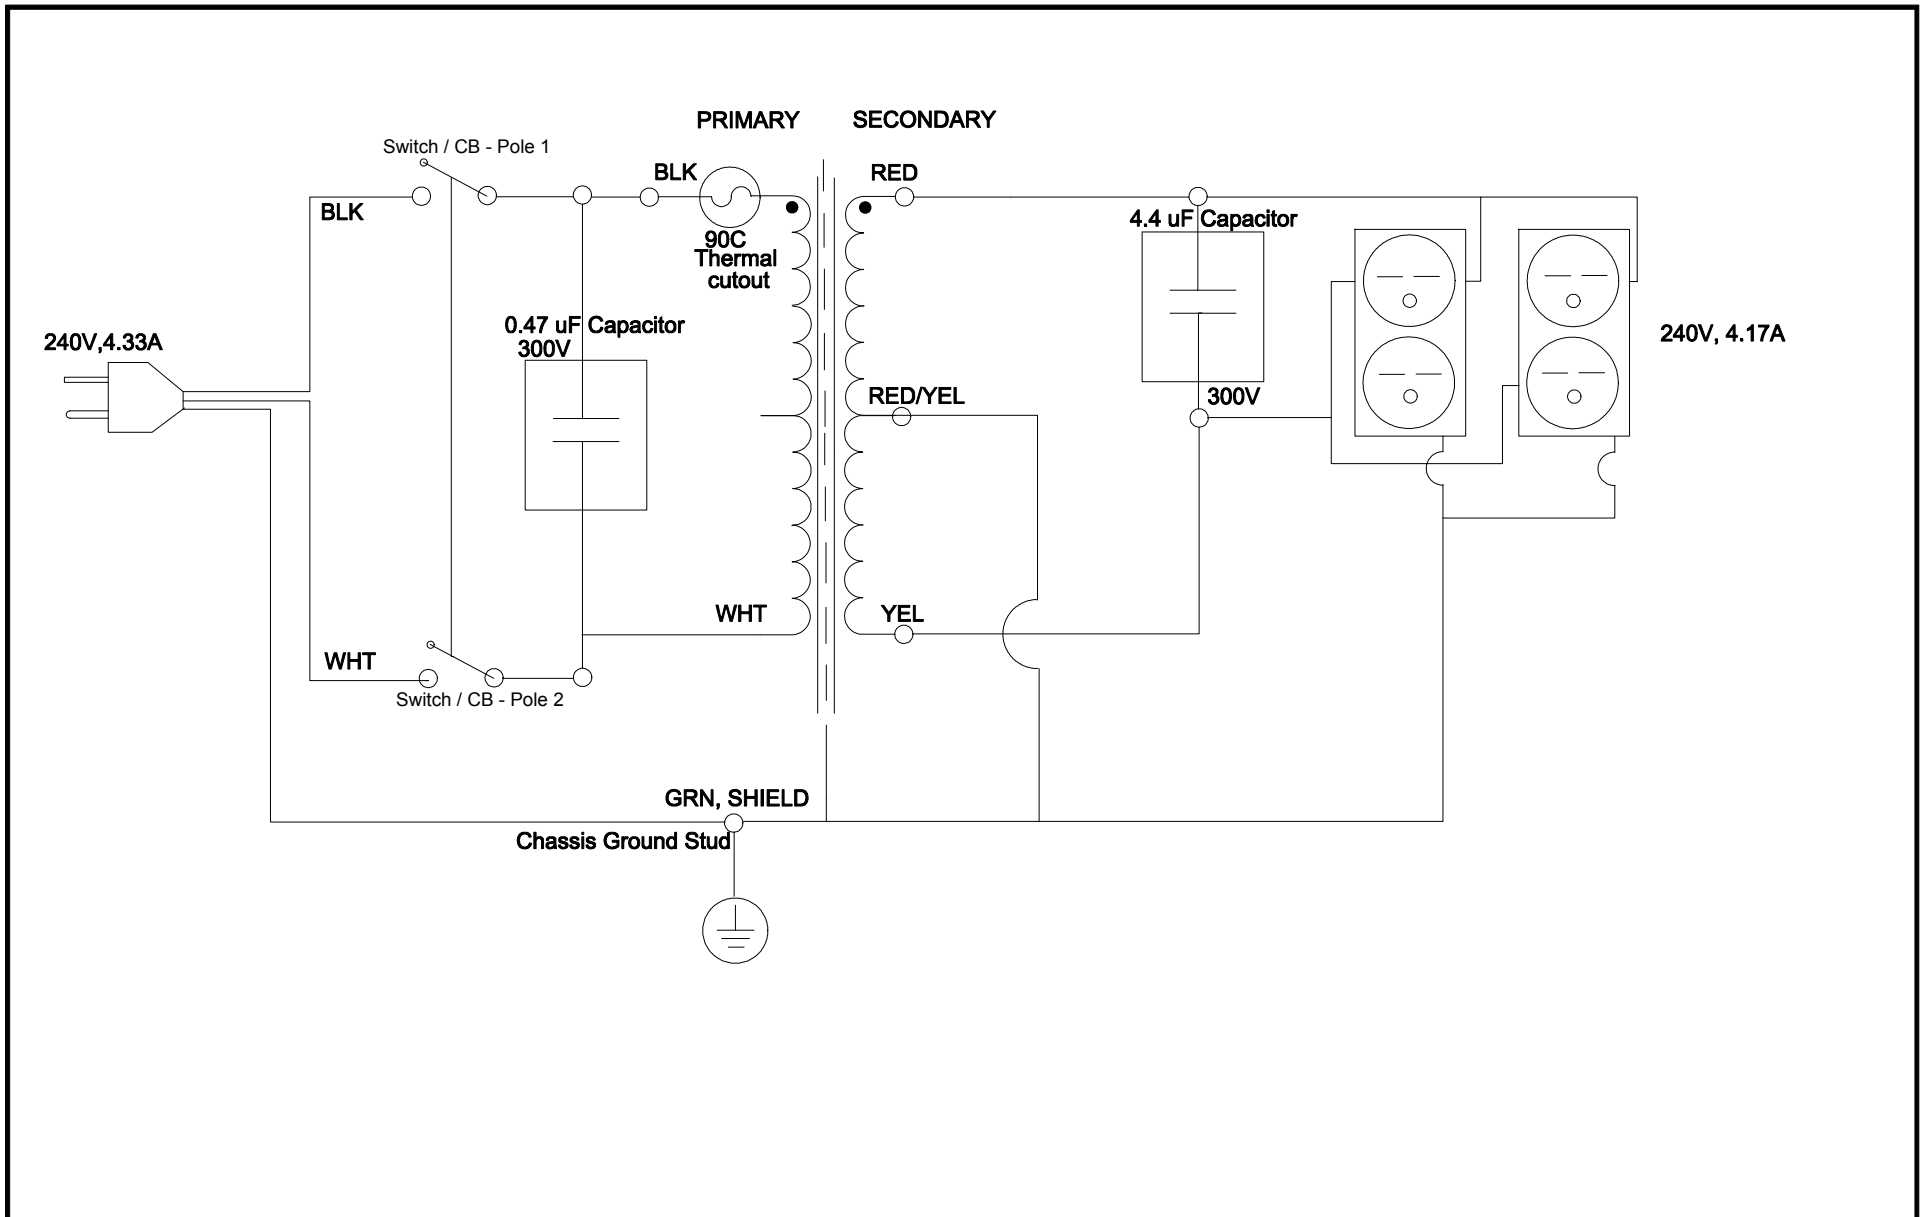 PRIMARY
SECONDARY
Switch / CB - Pole 1
BLK
BLK
RED
90C
Thermal
cutout
4.4 uF Capacitor
0.47 uF Capacitor
300V
240V,4.33A
240V, 4.17A
RED/YEL
300V
WHT
YEL
WHT
Switch / CB - Pole 2
GRN, SHIELD
Chassis Ground Stud